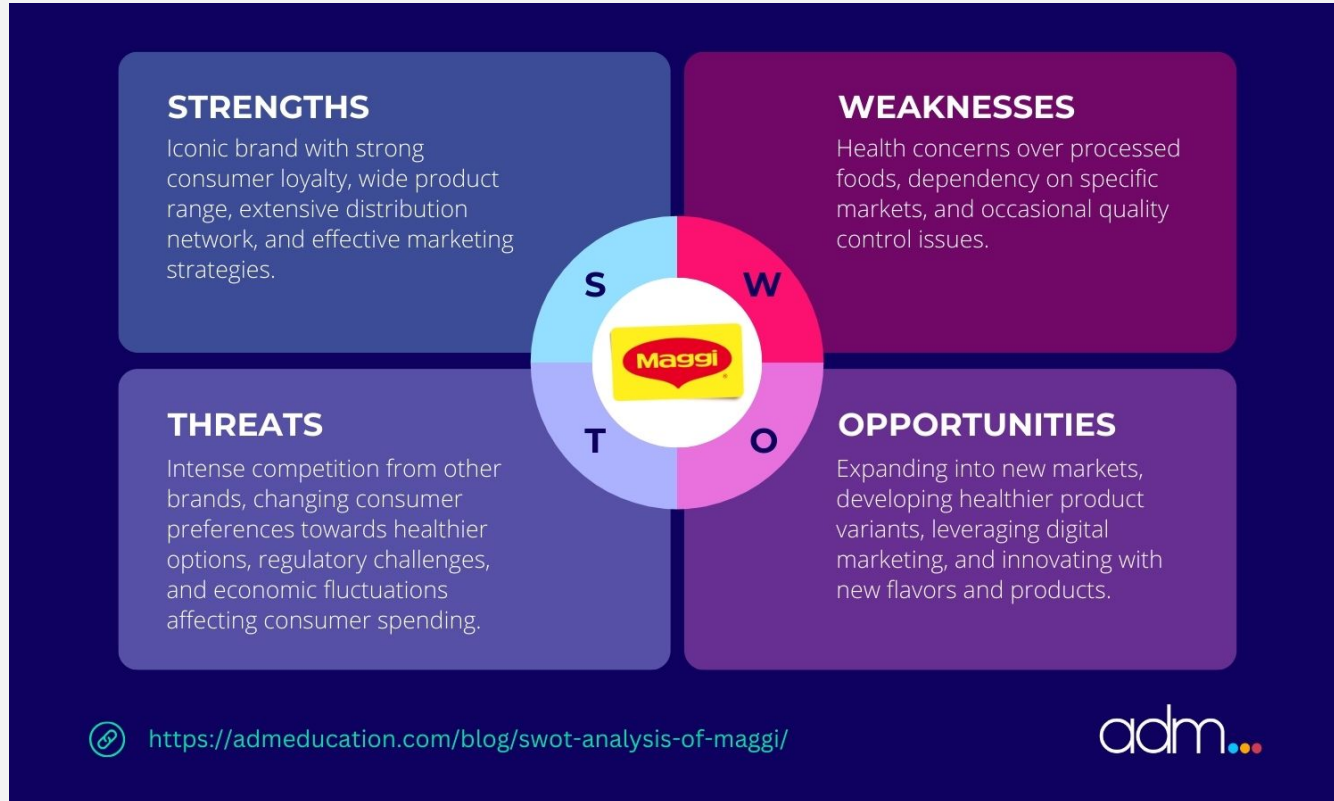 STRENGTHS
Iconic brand with strong
consumer loyalty, wide product
range, extensive distribution
network, and effective marketing
strategies.
WEAKNESSES
Health concerns over processed
foods, dependency on specific
markets, and occasional quality
control issues.
S
W
Maggi
T
O
THREATS
Intense competition from other
brands, changing consumer
preferences towards healthier
options, regulatory challenges,
and economic fluctuations
affecting consumer spending.
OPPORTUNITIES
Expanding into new markets,
developing healthier product
variants, leveraging digital
marketing, and innovating with
new flavors and products.
https://admeducation.com/blog/swot-analysis-of-maggi/
adm...